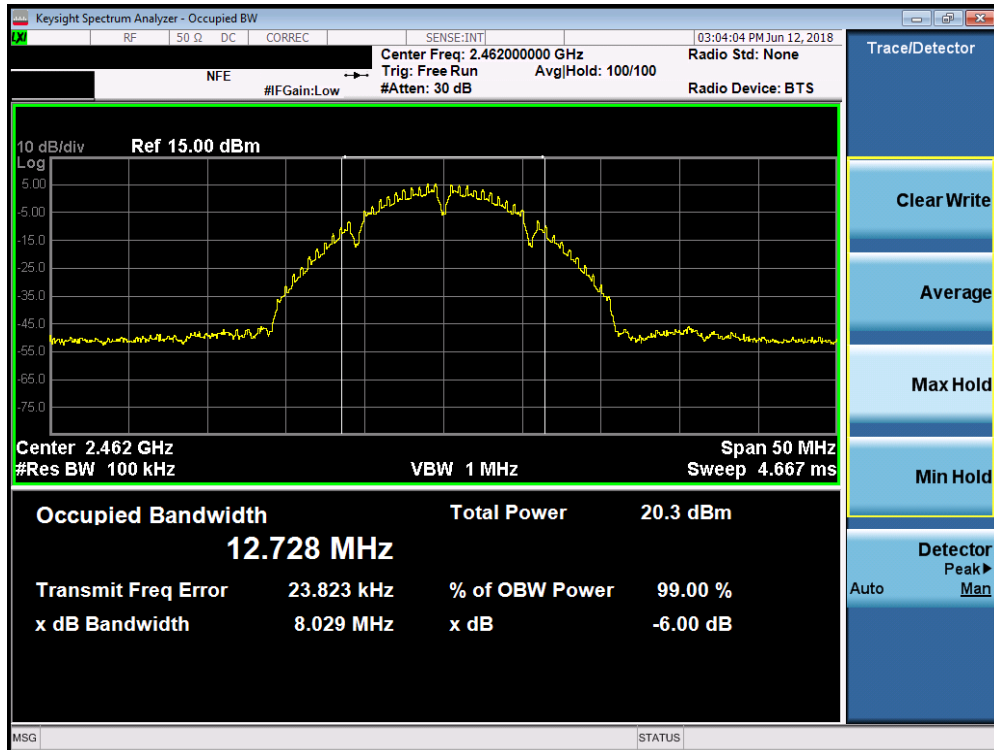 Keysight Spectrum Analyzer - Occupied BW
LXI RF 50 Ω DC CORREC SENSE:INT 03:04:04 PM Jun 12, 2018
Center Freq: 2.462000000 GHz Radio Std: None
NFE Trig: Free Run Avg|Hold: 100/100
#IFGain:Low #Atten: 30 dB Radio Device: BTS
10 dB/div Ref 15.00 dBm
Log
5.00
-5.00
-15.0
-25.0
-35.0
-45.0
-55.0
-65.0
-75.0
Center 2.462 GHz Span 50 MHz
#Res BW 100 kHz VBW 1 MHz Sweep 4.667 ms
Occupied Bandwidth Total Power 20.3 dBm
12.728 MHz
Transmit Freq Error 23.823 kHz % of OBW Power 99.00 %
x dB Bandwidth 8.029 MHz x dB -6.00 dB
MSG STATUS
Trace/Detector
Clear Write
Average
Max Hold
Min Hold
Detector
Peak
Auto Man